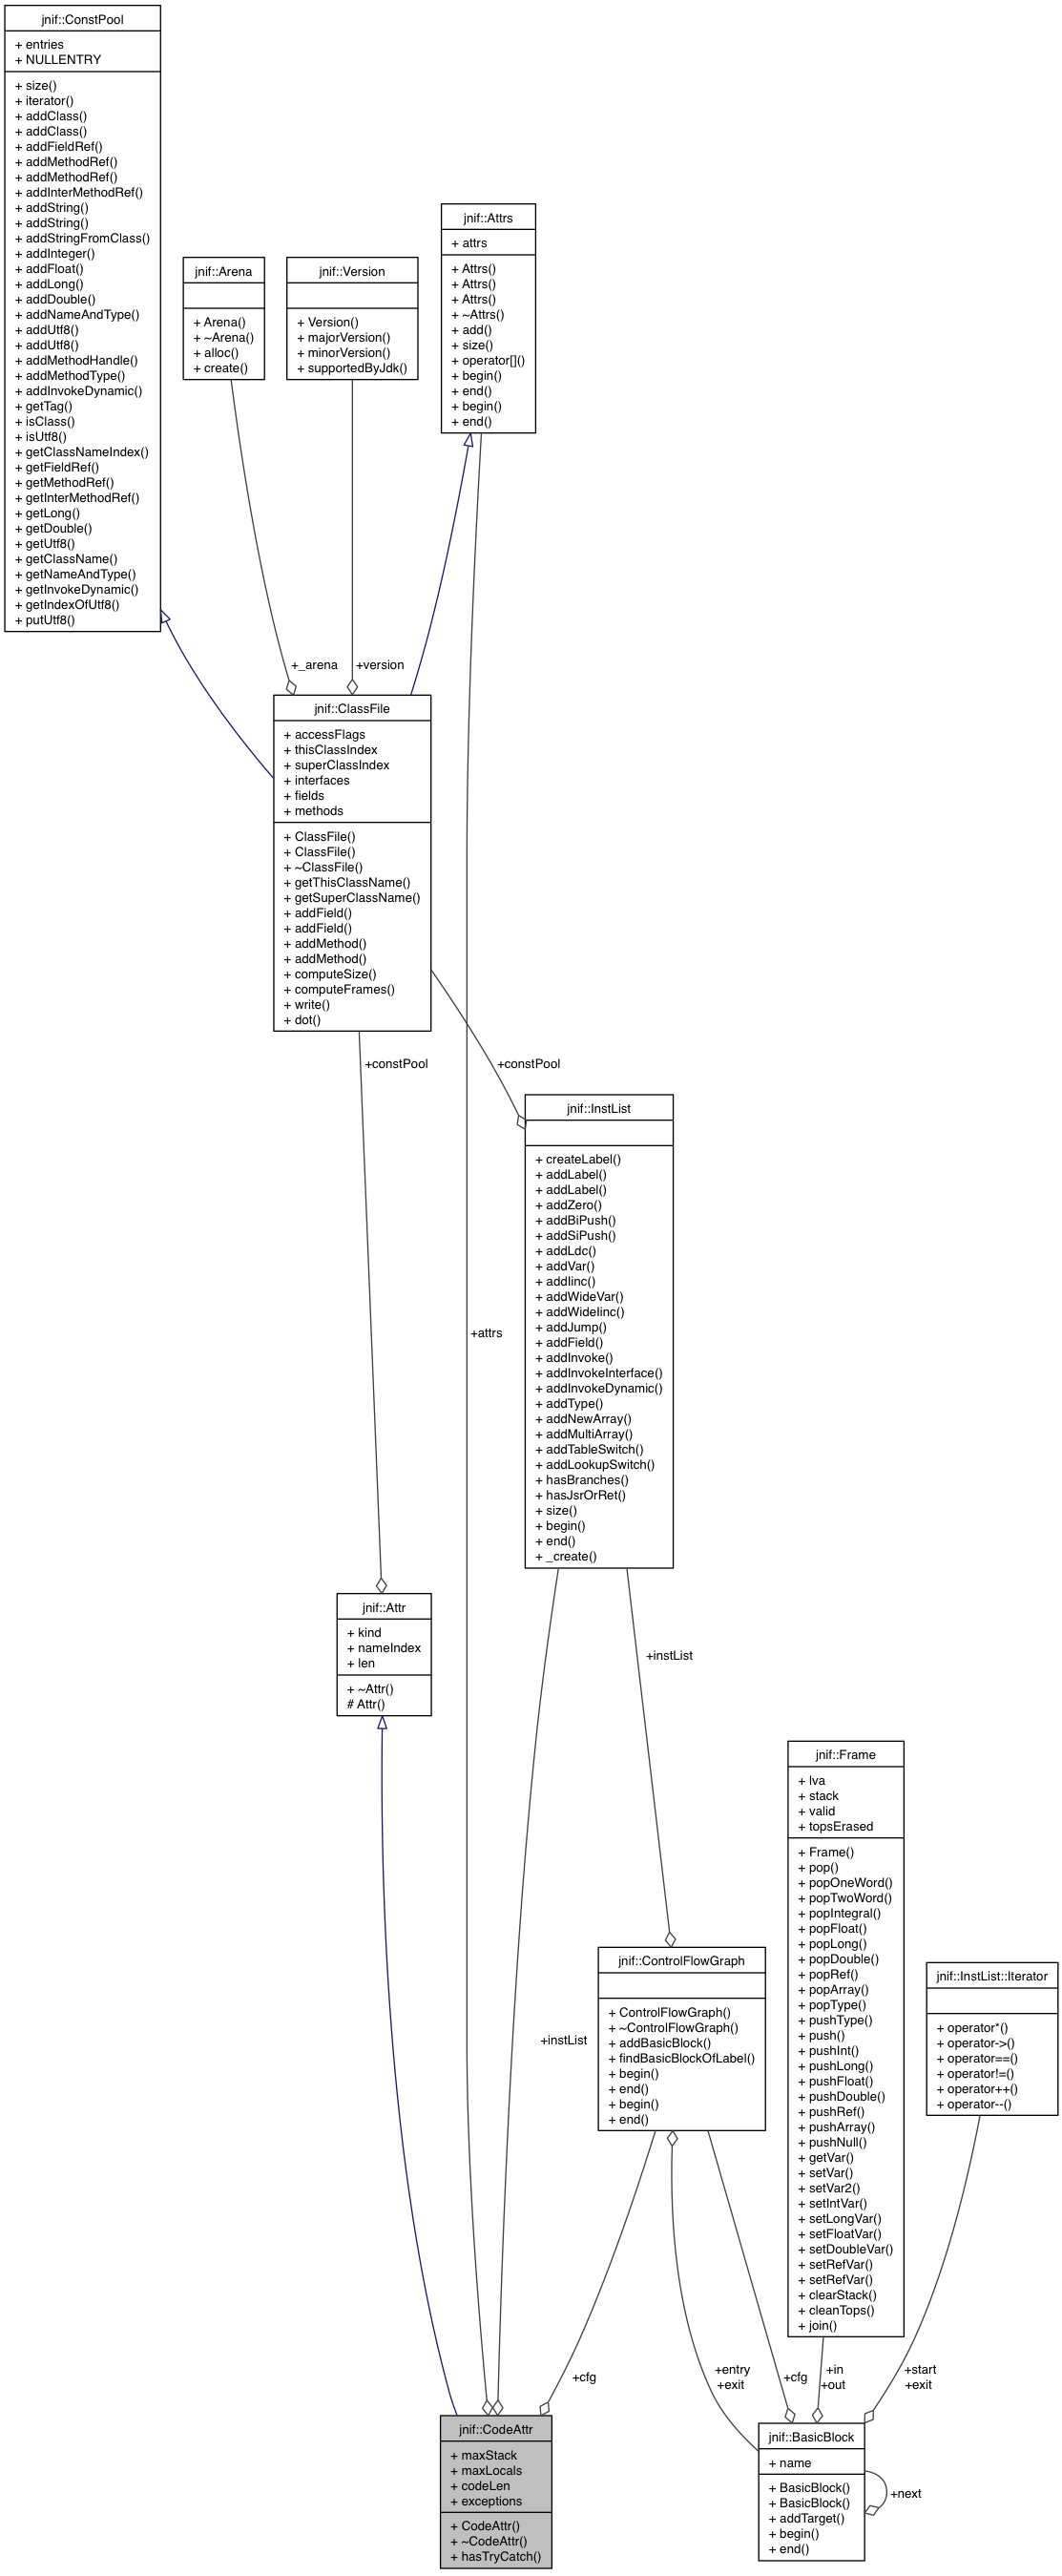 jnif::ConstPool
+ entries
+ NULLENTRY
+ size()
+ iterator()
+ addClass()
+ addClass()
+ addFieldRef()
+ addMethodRef()
+ addMethodRef()
+ addInterMethodRef()
+ addString()
+ addString()
+ addStringFromClass()
+ addInteger()
+ addFloat()
+ addLong()
+ addDouble()
+ addNameAndType()
+ addUtf8()
+ addUtf8()
+ addMethodHandle()
+ addMethodType()
+ addInvokeDynamic()
+ getTag()
+ isClass()
+ isUtf8()
+ getClassNameIndex()
+ getFieldRef()
+ getMethodRef()
+ getInterMethodRef()
+ getLong()
+ getDouble()
+ getUtf8()
+ getClassName()
+ getNameAndType()
+ getInvokeDynamic()
+ getIndexOfUtf8()
+ putUtf8()
jnif::Arena
+ Arena()
+ ~Arena()
+ alloc()
+ create()
jnif::Version
+ Version()
+ majorVersion()
+ minorVersion()
+ supportedByJdk()
jnif::Attrs
+ attrs
+ Attrs()
+ Attrs()
+ Attrs()
+ ~Attrs()
+ add()
+ size()
+ operator[]()
+ begin()
+ end()
+ begin()
+ end()
+_arena
+version
jnif::ClassFile
+ accessFlags
+ thisClassIndex
+ superClassIndex
+ interfaces
+ fields
+ methods
+ ClassFile()
+ ClassFile()
+ ~ClassFile()
+ getThisClassName()
+ getSuperClassName()
+ addField()
+ addField()
+ addMethod()
+ addMethod()
+ computeSize()
+ computeFrames()
+ write()
+ dot()
+constPool
+constPool
jnif::InstList
+ createLabel()
+ addLabel()
+ addLabel()
+ addZero()
+ addBiPush()
+ addSiPush()
+ addLdc()
+ addVar()
+ addIinc()
+ addWideVar()
+ addWideIinc()
+ addJump()
+ addField()
+ addInvoke()
+ addInvokeInterface()
+ addInvokeDynamic()
+ addType()
+ addNewArray()
+ addMultiArray()
+ addTableSwitch()
+ addLookupSwitch()
+ hasBranches()
+ hasJsrOrRet()
+ size()
+ begin()
+ end()
+ _create()
+attrs
jnif::Attr
+ kind
+ nameIndex
+ len
+ ~Attr()
# Attr()
+instList
jnif::Frame
+ lva
+ stack
+ valid
+ topsErased
+ Frame()
+ pop()
+ popOneWord()
+ popTwoWord()
+ popIntegral()
+ popFloat()
+ popLong()
+ popDouble()
+ popRef()
+ popArray()
+ popType()
+ pushType()
+ push()
+ pushInt()
+ pushLong()
+ pushFloat()
+ pushDouble()
+ pushRef()
+ pushArray()
+ pushNull()
+ getVar()
+ setVar()
+ setVar2()
+ setIntVar()
+ setLongVar()
+ setFloatVar()
+ setDoubleVar()
+ setRefVar()
+ setRefVar()
+ clearStack()
+ cleanTops()
+ join()
jnif::ControlFlowGraph
+ ControlFlowGraph()
+ ~ControlFlowGraph()
+ addBasicBlock()
+ findBasicBlockOfLabel()
+ begin()
+ end()
+ begin()
+ end()
jnif::InstList::Iterator
+ operator*()
+ operator->()
+ operator==()
+ operator!=()
+ operator++()
+ operator--()
+instList
+cfg
+entry
+exit
+cfg
+in
+out
+start
+exit
jnif::CodeAttr
+ maxStack
+ maxLocals
+ codeLen
+ exceptions
+ CodeAttr()
+ ~CodeAttr()
+ hasTryCatch()
jnif::BasicBlock
+ name
+ BasicBlock()
+ BasicBlock()
+ addTarget()
+ begin()
+ end()
+next